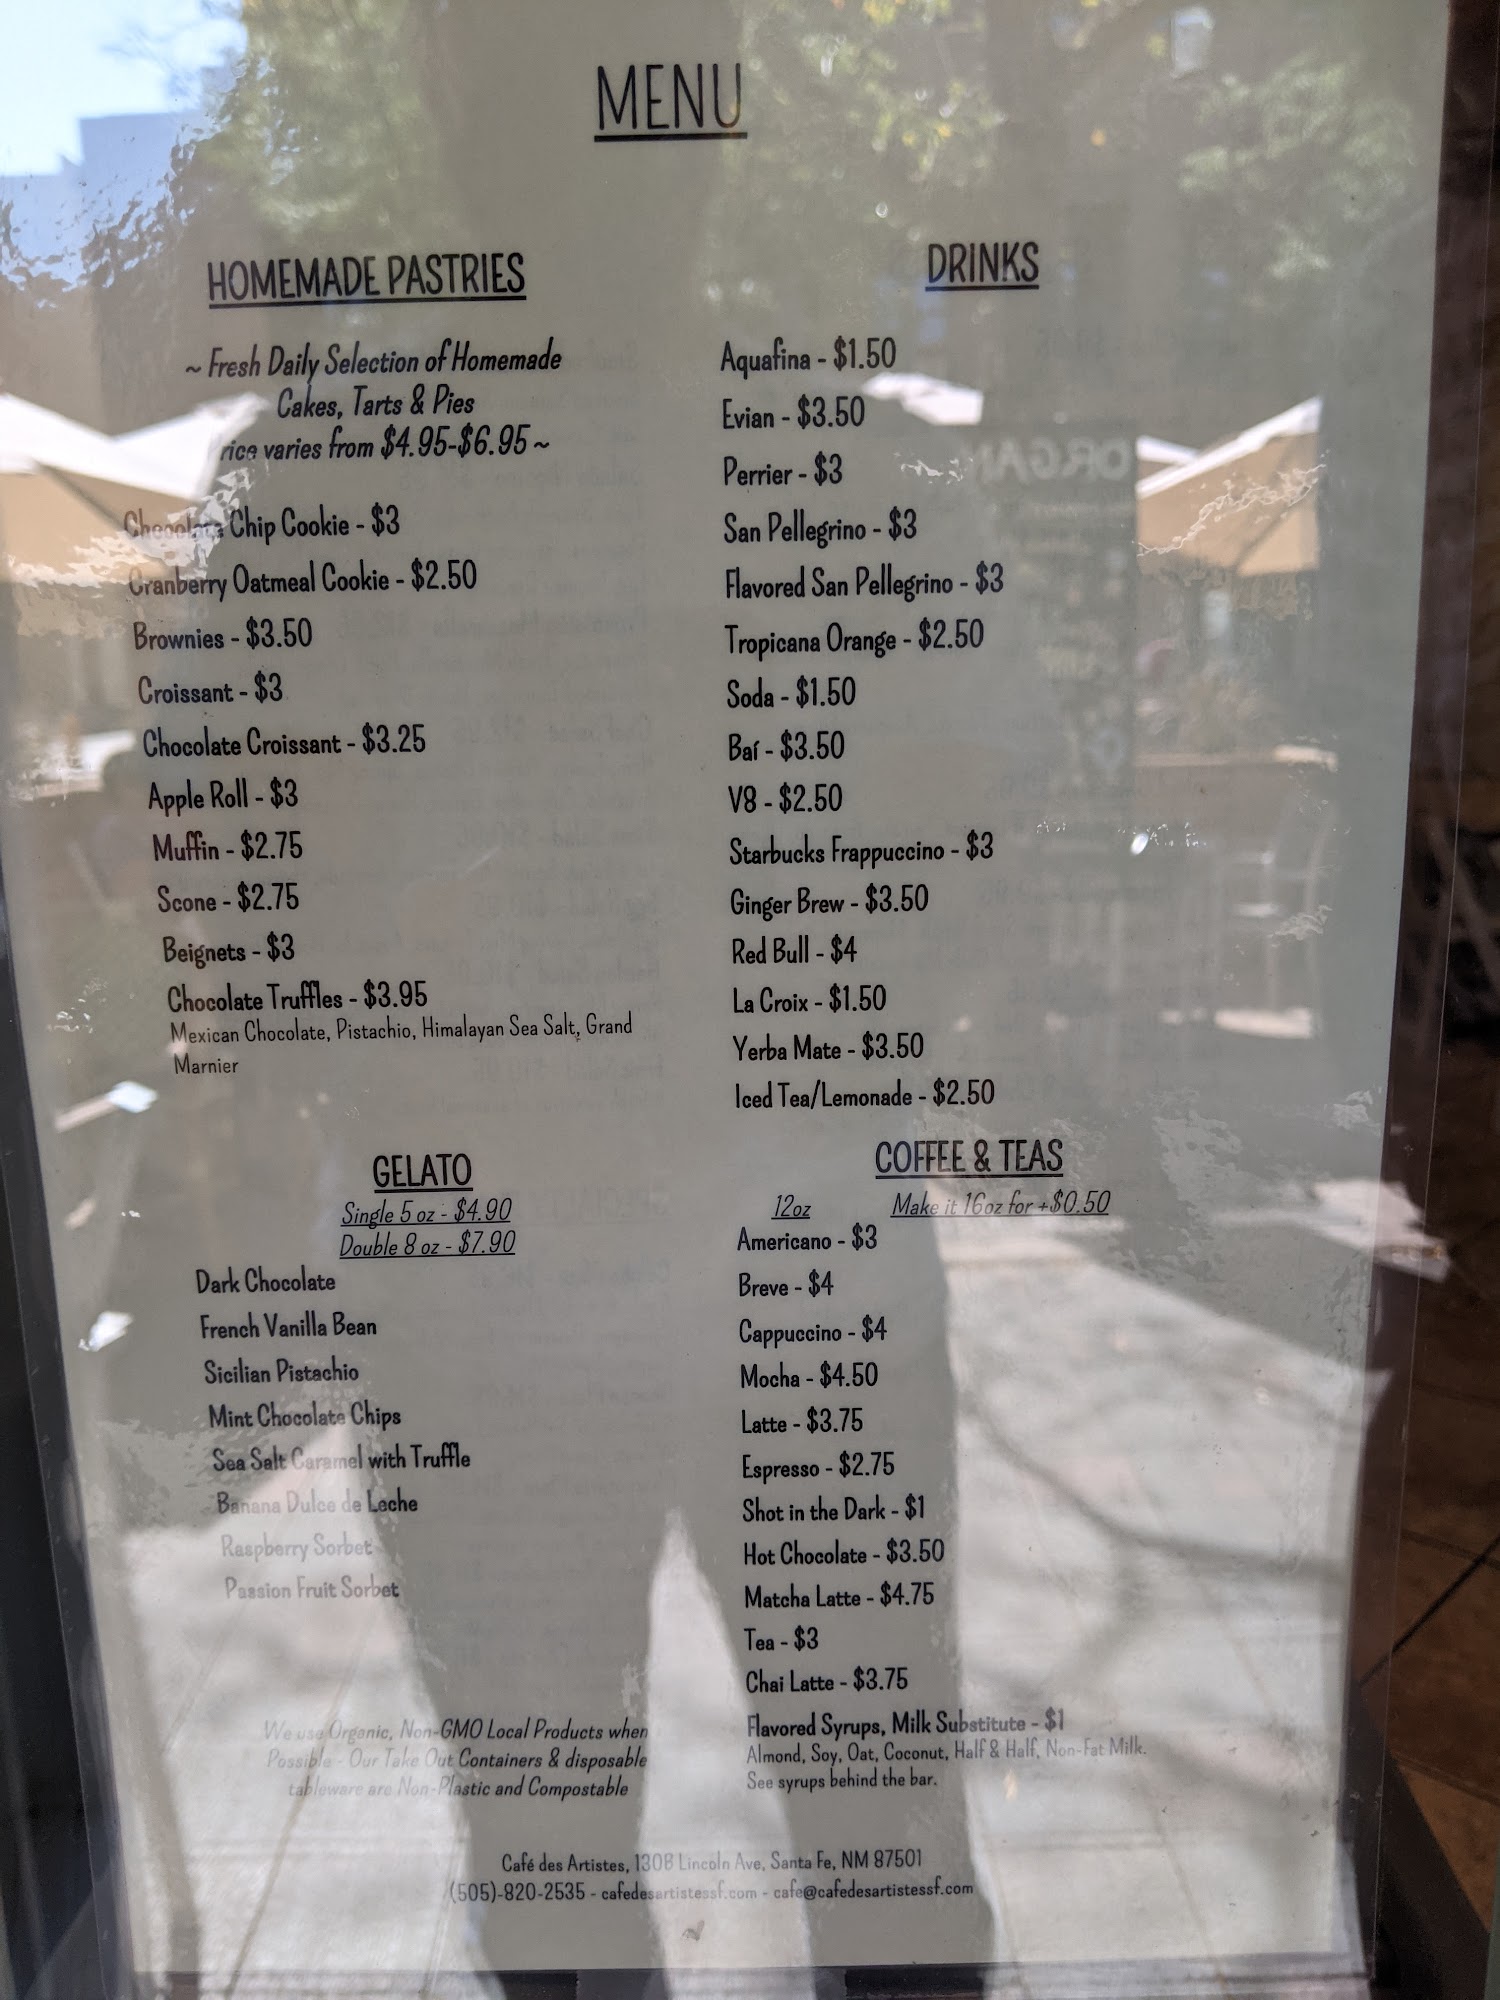 MENU
HOMEMADE PASTRIES
~ Fresh Daily Selection of Homemade
Cakes, Tarts & Pies
rice varies from $4.95-$6.95 ~
Chocolate Chip Cookie - $3
Cranberry Oatmeal Cookie - $2.50
Brownies - $3.50
Croissant - $3
Chocolate Croissant - $3.25
Apple Roll - $3
Muffin - $2.75
Scone - $2.75
Beignets - $3
Chocolate Truffles - $3.95
Mexican Chocolate, Pistachio, Himalayan Sea Salt, Grand
Marnier
GELATO
Single 5 oz - $4.90
Double 8 oz - $7.90
Dark Chocolate
French Vanilla Bean
Sicilian Pistachio
Mint Chocolate Chips
Sea Salt Caramel with Truffle
Banana Dulce de Leche
Raspberry Sorbet
Passion Fruit Sorbet
We use Organic, Non-GMO Local Products when
Possible - Our Take Out Containers & disposable
tableware are Non-Plastic and Compostable
DRINKS
Aquafina - $1.50
Evian - $3.50
Perrier - $3
San Pellegrino - $3
Flavored San Pellegrino - $3
Tropicana Orange - $2.50
Soda - $1.50
Baí - $3.50
V8 - $2.50
Starbucks Frappuccino - $3
Ginger Brew - $3.50
Red Bull - $4
La Croix - $1.50
Yerba Mate - $3.50
Iced Tea/Lemonade - $2.50
COFFEE & TEAS
12oz Make it 16oz for +$0.50
Americano - $3
Breve - $4
Cappuccino - $4
Mocha - $4.50
Latte - $3.75
Espresso - $2.75
Shot in the Dark - $1
Hot Chocolate - $3.50
Matcha Latte - $4.75
Tea - $3
Chai Latte - $3.75
Flavored Syrups, Milk Substitute - $1
Almond, Soy, Oat, Coconut, Half & Half, Non-Fat Milk.
See syrups behind the bar.
Café des Artistes, 130B Lincoln Ave, Santa Fe, NM 87501
(505)-820-2535 - cafedesartistessf.com - cafe@cafedesartistessf.com